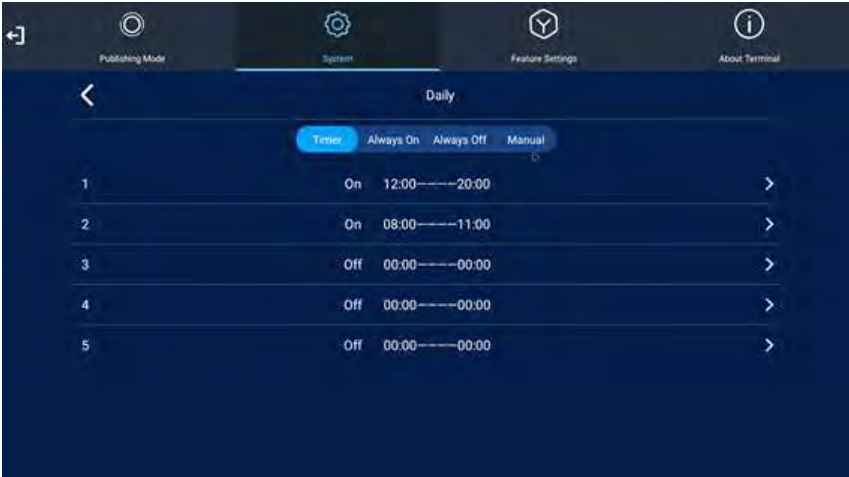 Publishing Mode System Feature Settings About Terminal
Daily
Timer Always On Always Off Manual
1 On 12:00————20:00
2 On 08:00————11:00
3 Off 00:00————00:00
4 Off 00:00————00:00
5 Off 00:00————00:00